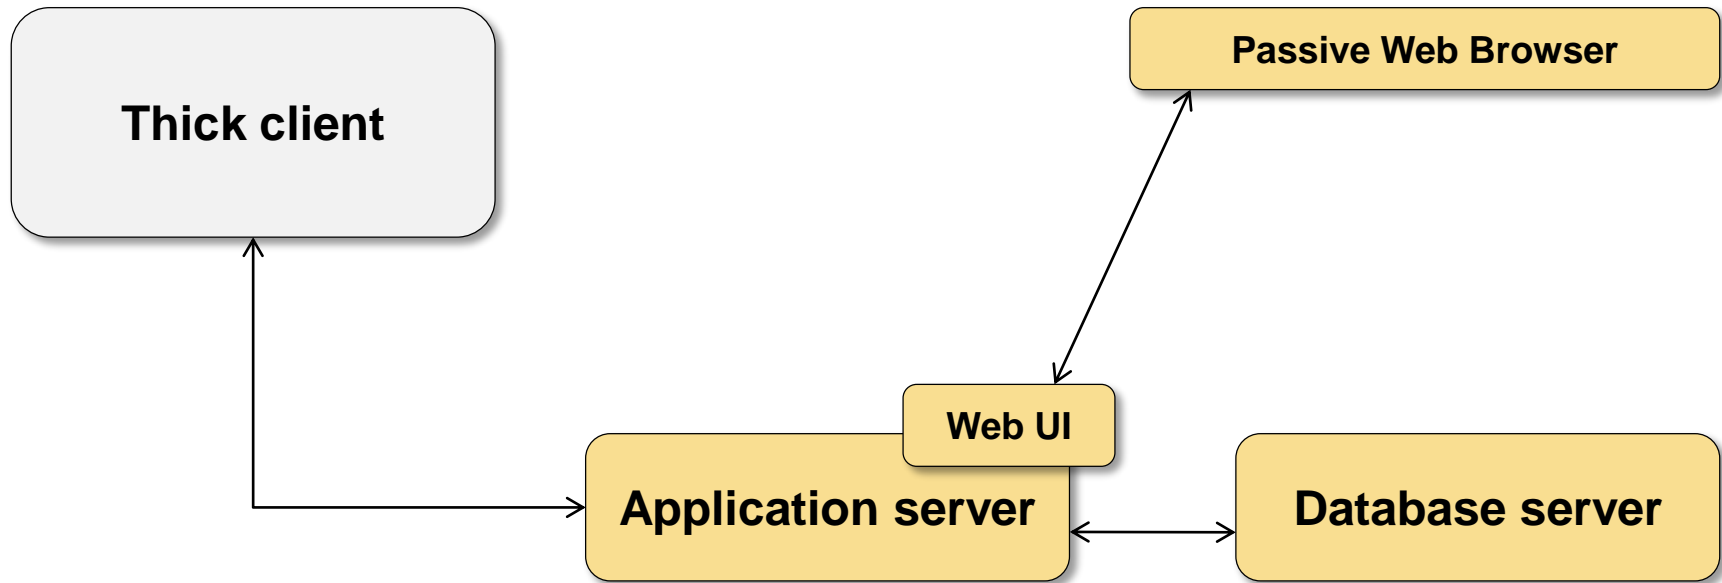 Thick client
Passive Web Browser
Web UI
Application server
Database server